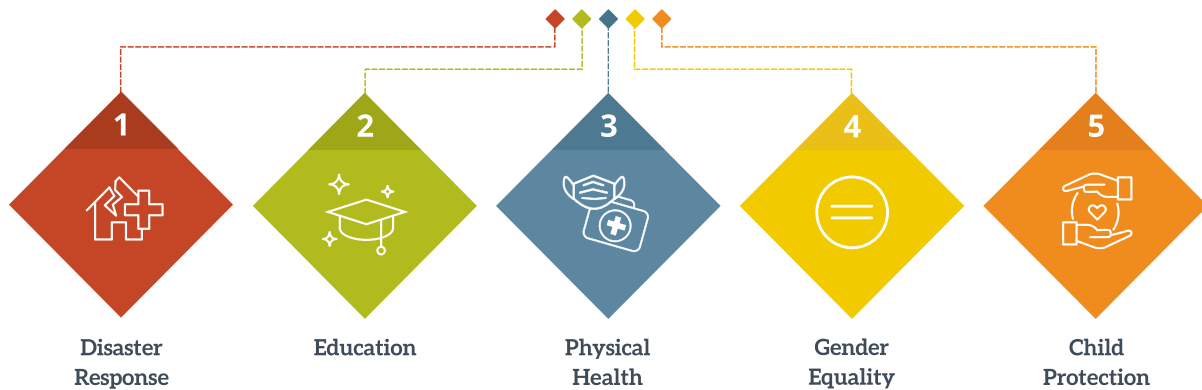 1
2
3
4
5
Disaster
Response
Education
Physical
Health
Gender
Equality
Child
Protection